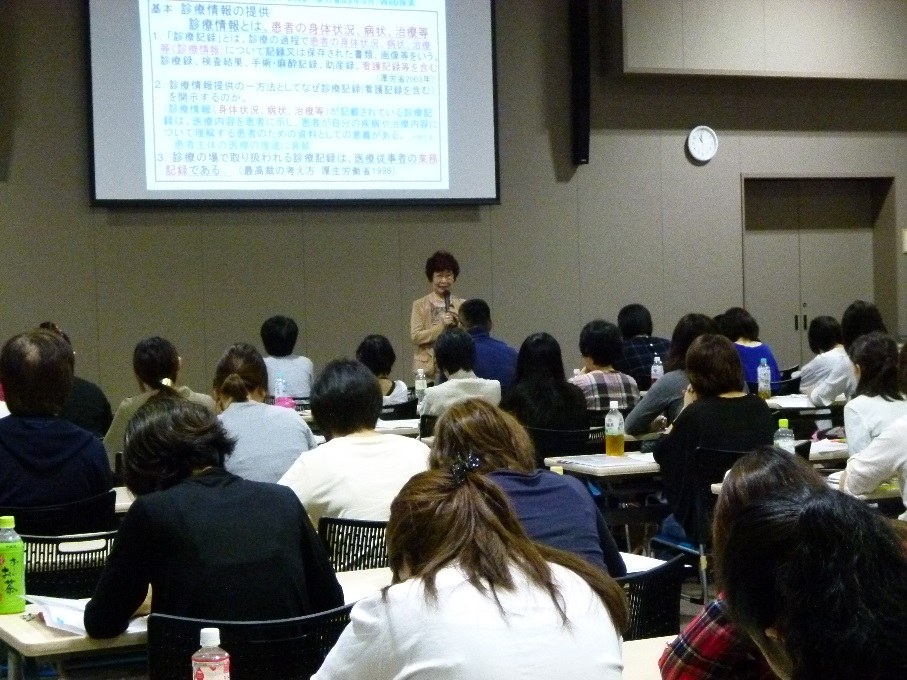 基本 診療情報の提供
診療情報とは、患者の身体状況、病状、治療等
1. 「診療記録」とは、診療の過程で患者の身体状況、病状、治療
等(診療情報)について記録又は保存された書類、画像等をいう。
診療録、検査結果、手術・麻酔記録、助産録、看護記録等を含む
(厚労省2003年)
2. 診療情報提供の一方法としてなぜ診療記録(看護記録を含む)
を開示するのか。
診療情報(身体状況、病状、治療等)が記載されている診療記
録は、医療内容を患者に示し、患者が自分の疾病や治療内容に
ついて理解する患者のための資料としての意義がある。
患者主体の医療の推進に貢献
3. 診療の場で取り扱われる診療記録は、医療従事者の業務
記録である。 (最高裁の考え方 厚生労働省1998)
お茶